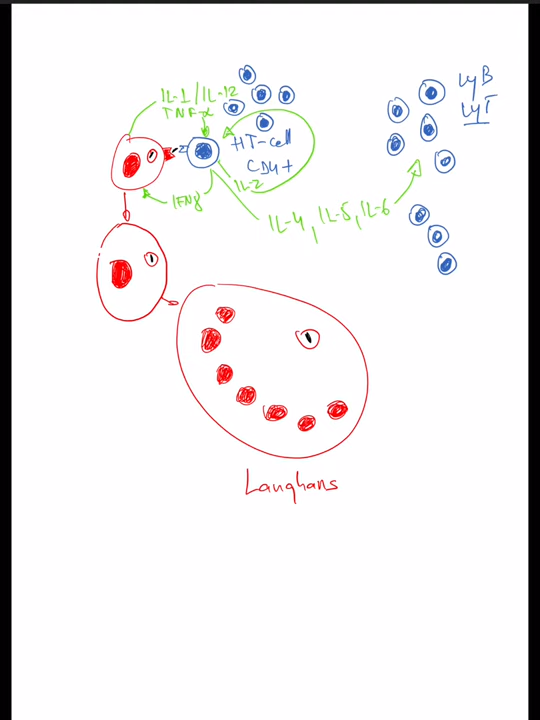 IL-1/IL-12
TNF-α
HT-cell
CD4+
IL-2
IFNγ
IL-4, IL-5, IL-6
LyB
LyT
Langhans